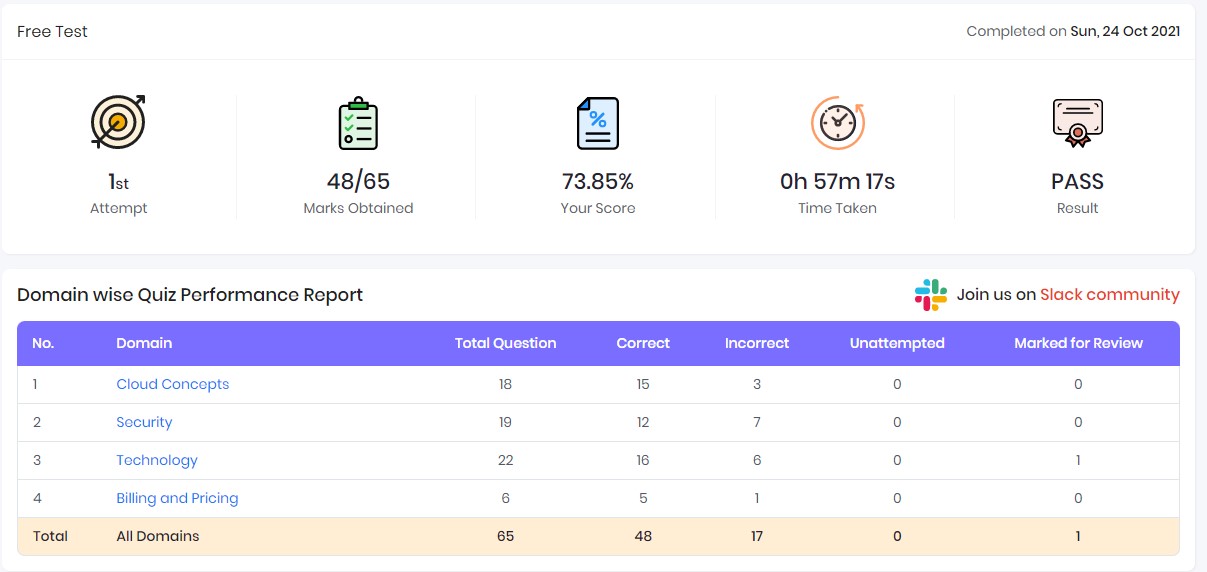 Free Test Completed on Sun, 24 Oct 2021
1st 48/65 73.85% 0h 57m 17s PASS
Attempt Marks Obtained Your Score Time Taken Result
Domain wise Quiz Performance Report Join us on Slack community
No. Domain Total Question Correct Incorrect Unattempted Marked for Review
1 Cloud Concepts 18 15 3 0 0
2 Security 19 12 7 0 0
3 Technology 22 16 6 0 1
4 Billing and Pricing 6 5 1 0 0
Total All Domains 65 48 17 0 1